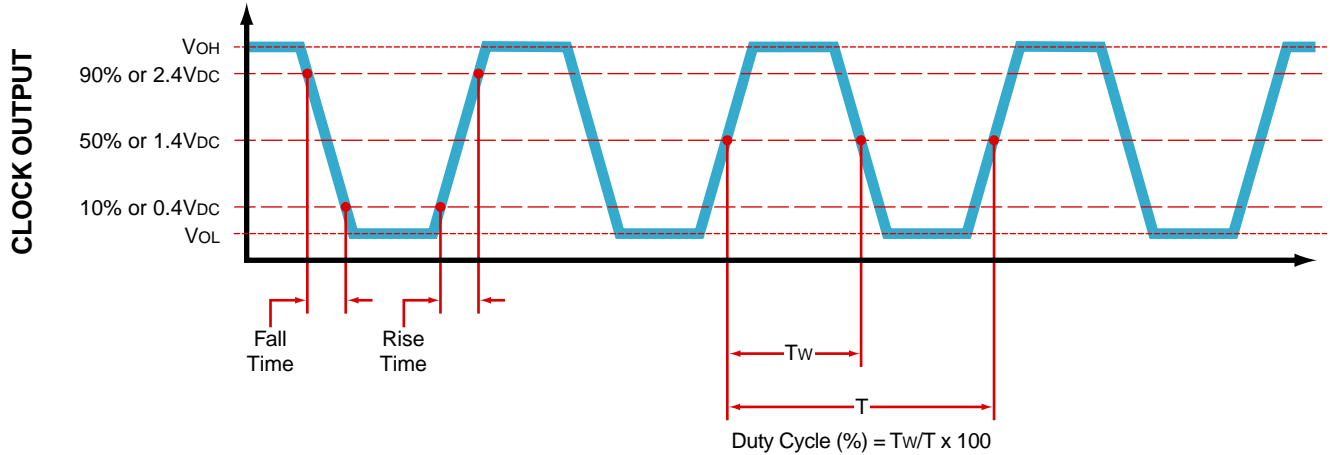 CLOCK OUTPUT
VOH
90% or 2.4VDC
50% or 1.4VDC
10% or 0.4VDC
VOL
Fall
Time
Rise
Time
TW
T
Duty Cycle (%) = TW/T x 100